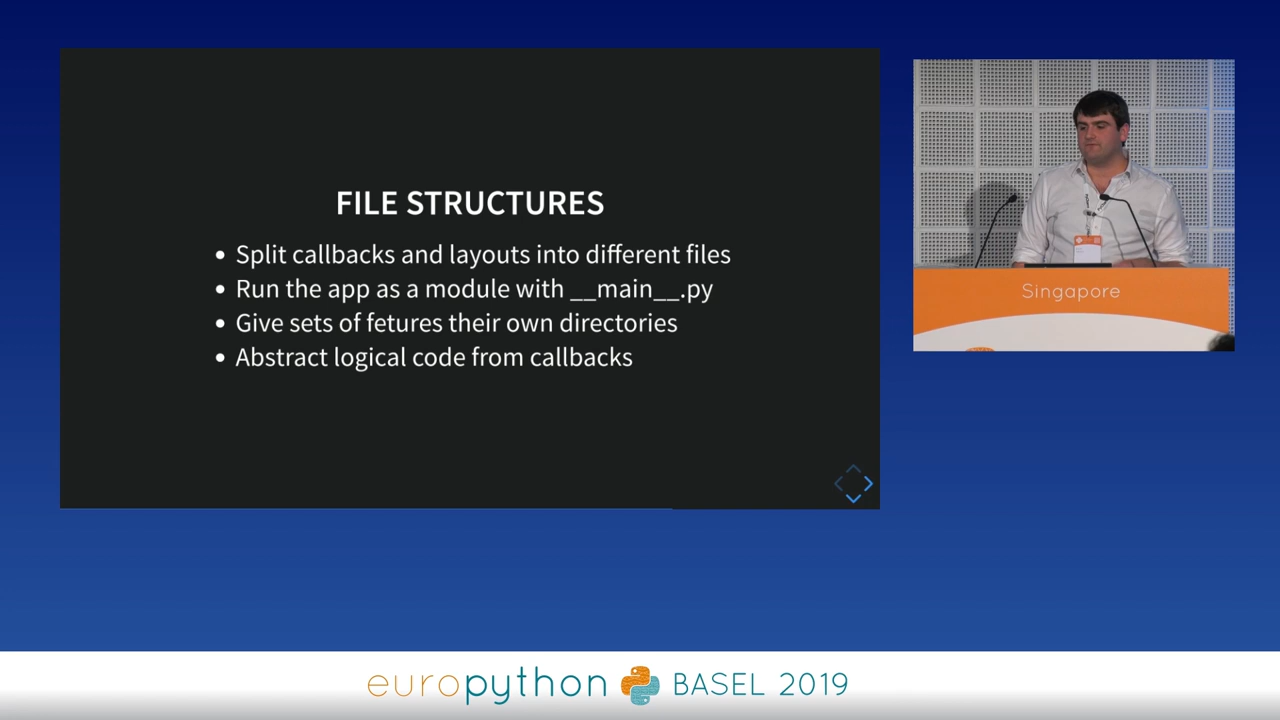 FILE STRUCTURES
• Split callbacks and layouts into different files
• Run the app as a module with __main__.py
• Give sets of fetures their own directories
• Abstract logical code from callbacks
Singapore
europython BASEL 2019